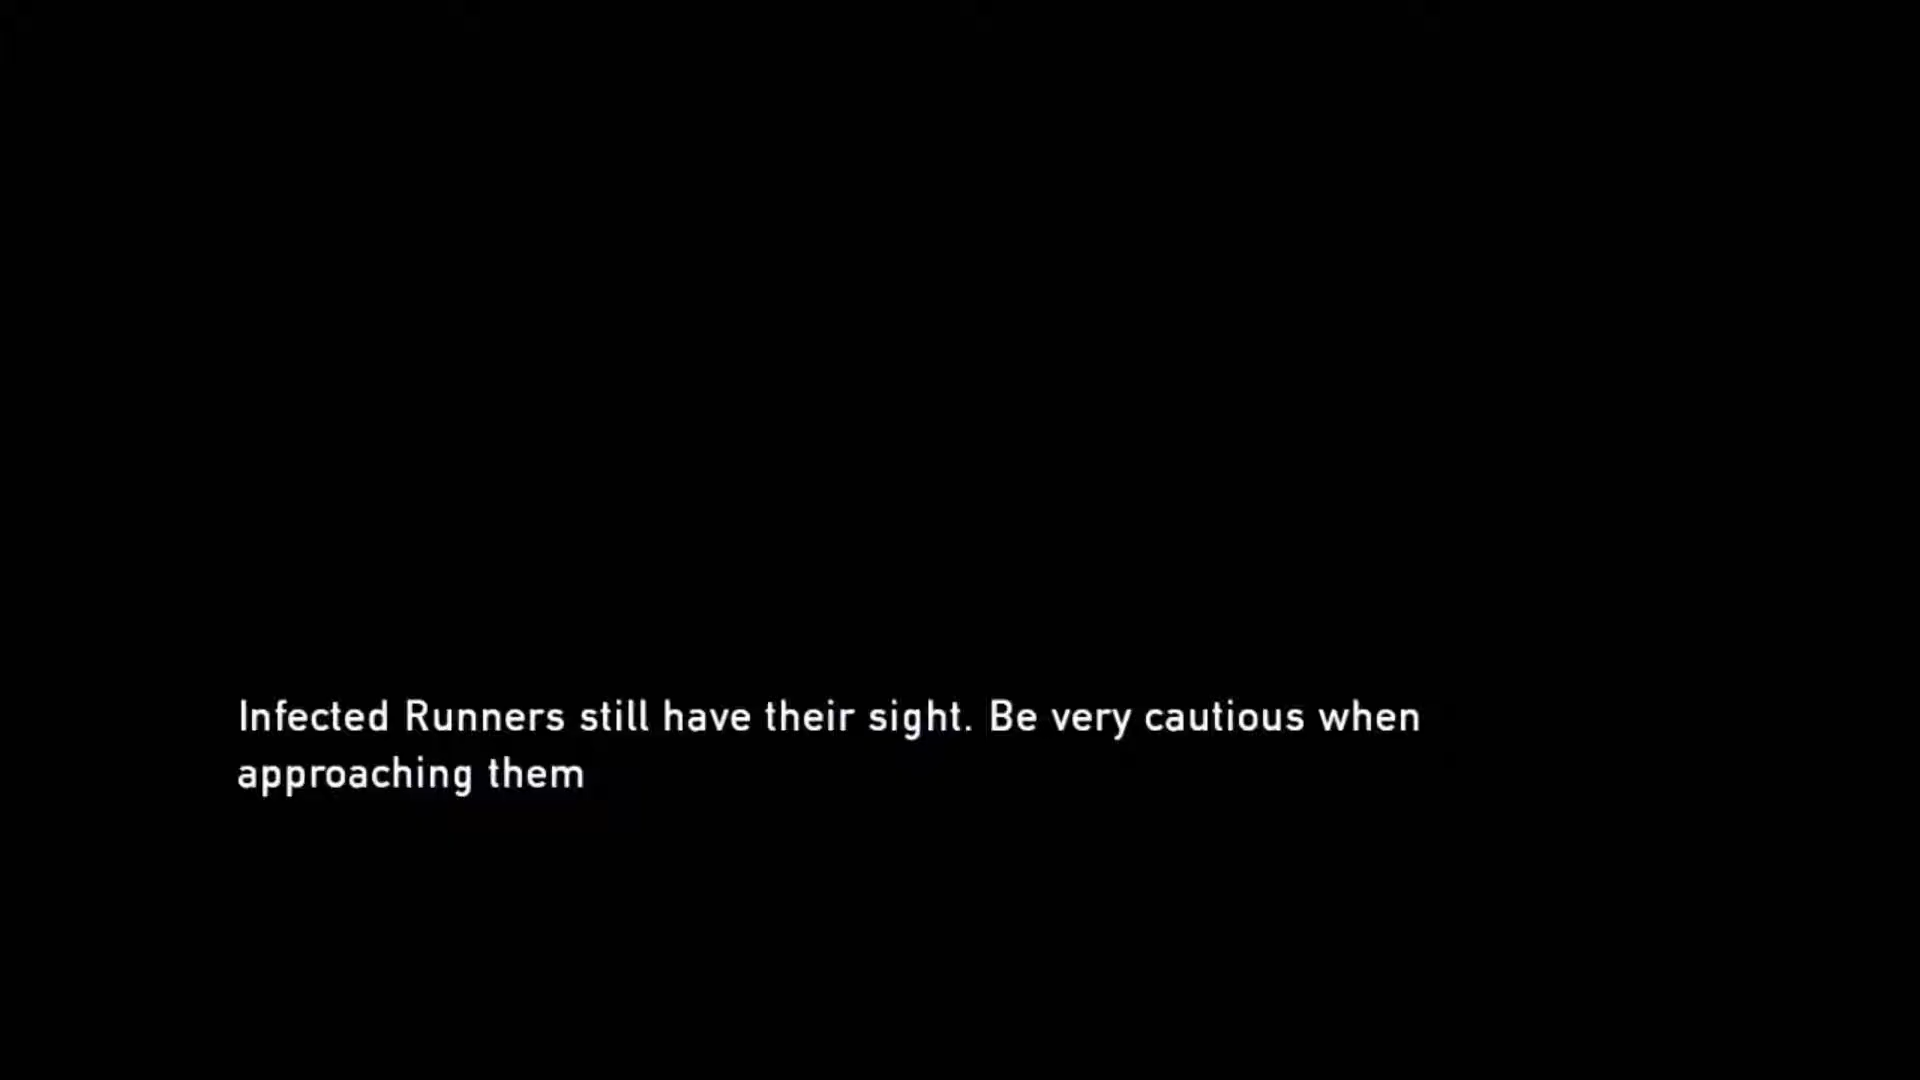 Infected Runners still have their sight. Be very cautious when
approaching them